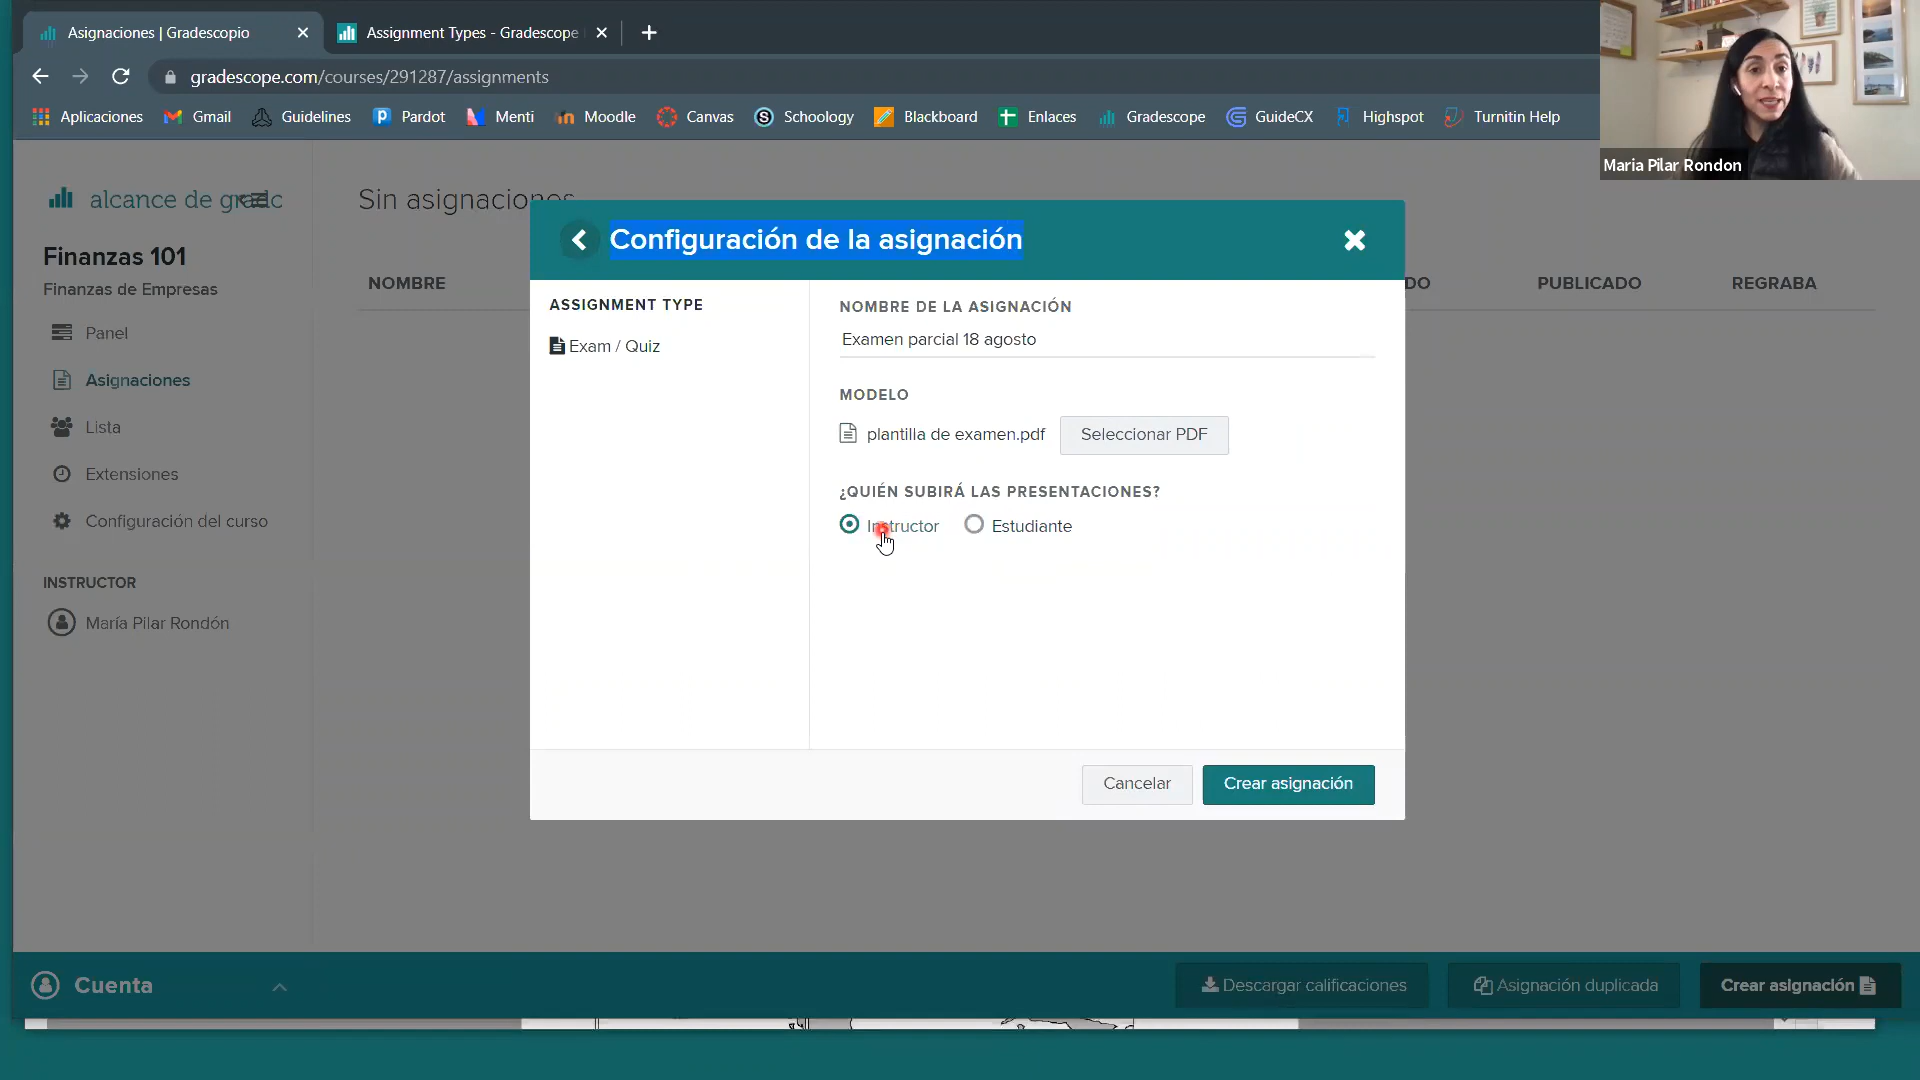 Asignaciones | Gradescopio
Assignment Types - Gradescope
gradescope.com/courses/291287/assignments
Aplicaciones
Gmail
Guidelines
Pardot
Menti
Moodle
Canvas
Schoology
Blackboard
Enlaces
Gradescope
GuideCX
Highspot
Turnitin Help
Maria Pilar Rondon
alcance de
Finanzas 101
Finanzas de Empresas
Panel
Asignaciones
Lista
Extensiones
Configuración del curso
INSTRUCTOR
María Pilar Rondón
Sin asignaciones
NOMBRE
DO
PUBLICADO
REGRABA
Configuración de la asignación
ASSIGNMENT TYPE
Exam / Quiz
NOMBRE DE LA ASIGNACIÓN
Examen parcial 18 agosto
MODELO
plantilla de examen.pdf
Seleccionar PDF
¿QUIÉN SUBIRÁ LAS PRESENTACIONES?
Instructor
Estudiante
Cancelar
Crear asignación
Cuenta
Descargar calificaciones
Asignación duplicada
Crear asignación